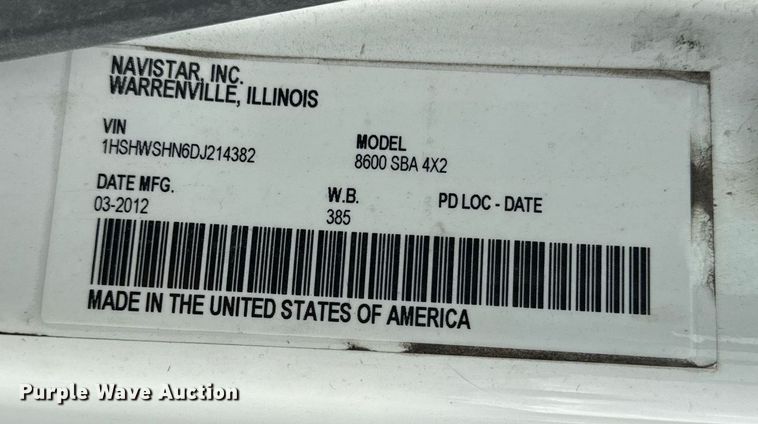 NAVISTAR, INC.
WARRENVILLE, ILLINOIS
VIN
1HSHWSHN6DJ214382
MODEL
8600 SBA 4X2
DATE MFG.
03-2012
W.B.
385
PD LOC - DATE
MADE IN THE UNITED STATES OF AMERICA
Purple Wave Auction